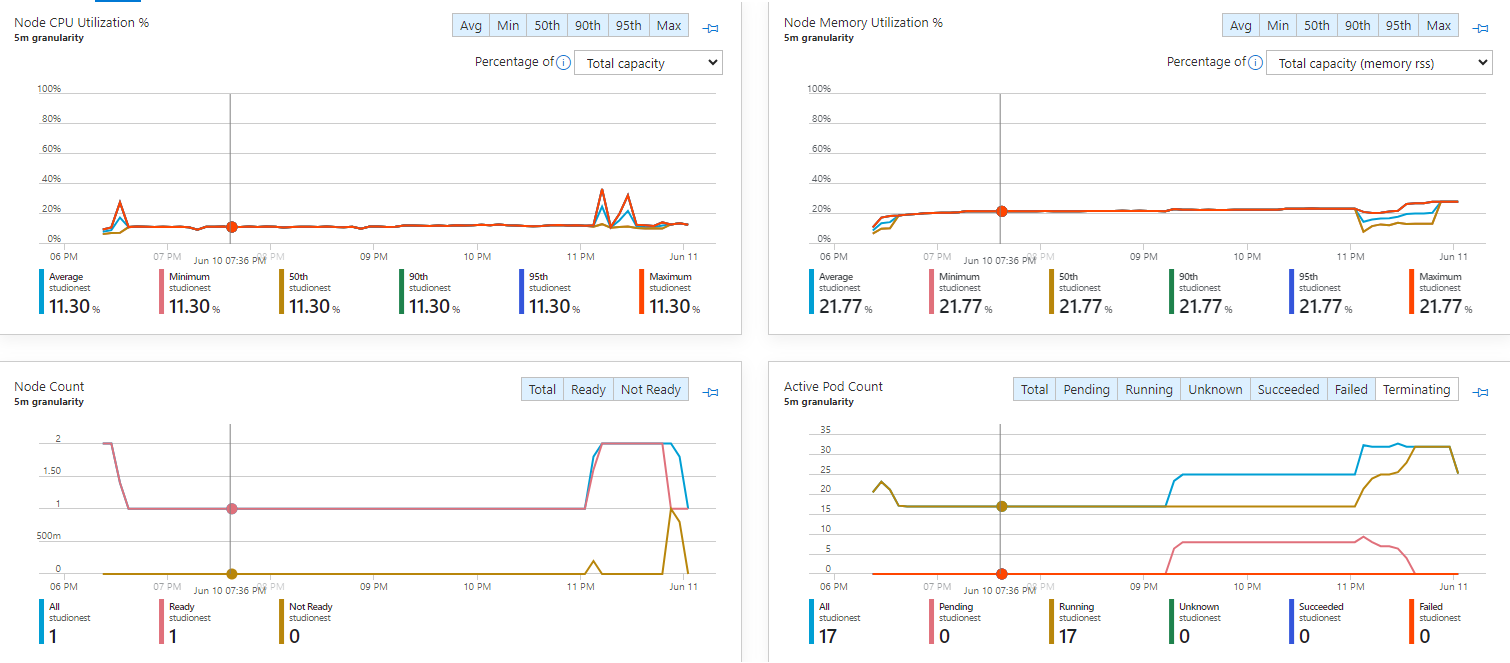 Node CPU Utilization %
5m granularity
Avg Min 50th 90th 95th Max
Percentage of i Total capacity
100%
80%
60%
40%
20%
0%
06 PM 07 PM Jun 10 07:36 PM 08 PM 09 PM 10 PM 11 PM Jun 11
Average Minimum 50th 90th 95th Maximum
studionest studionest studionest studionest studionest studionest
11.30 % 11.30 % 11.30 % 11.30 % 11.30 % 11.30 %
Node Memory Utilization %
5m granularity
Avg Min 50th 90th 95th Max
Percentage of i Total capacity (memory rss)
100%
80%
60%
40%
20%
0%
06 PM 07 PM Jun 10 07:36 PM 08 PM 09 PM 10 PM 11 PM Jun 11
Average Minimum 50th 90th 95th Maximum
studionest studionest studionest studionest studionest studionest
21.77 % 21.77 % 21.77 % 21.77 % 21.77 % 21.77 %
Node Count
5m granularity
Total Ready Not Ready
2
1.50
1
500m
0
06 PM 07 PM Jun 10 07:36 PM 08 PM 09 PM 10 PM 11 PM Jun 11
All Ready Not Ready
studionest studionest studionest
1 1 0
Active Pod Count
5m granularity
Total Pending Running Unknown Succeeded Failed Terminating
35
30
25
20
15
10
5
0
06 PM 07 PM Jun 10 07:36 PM 08 PM 09 PM 10 PM 11 PM Jun 11
All Pending Running Unknown Succeeded Failed
studionest studionest studionest studionest studionest studionest
17 0 17 0 0 0